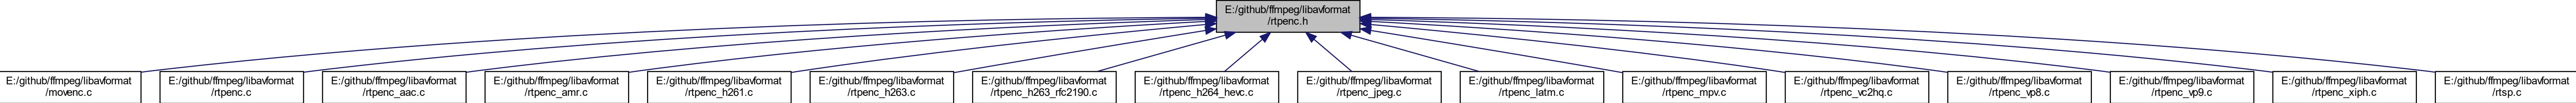 E:/github/ffmpeg/libavformat
/rtpenc.h
E:/github/ffmpeg/libavformat
/movenc.c
E:/github/ffmpeg/libavformat
/rtpenc.c
E:/github/ffmpeg/libavformat
/rtpenc_aac.c
E:/github/ffmpeg/libavformat
/rtpenc_amr.c
E:/github/ffmpeg/libavformat
/rtpenc_h261.c
E:/github/ffmpeg/libavformat
/rtpenc_h263.c
E:/github/ffmpeg/libavformat
/rtpenc_h263_rfc2190.c
E:/github/ffmpeg/libavformat
/rtpenc_h264_hevc.c
E:/github/ffmpeg/libavformat
/rtpenc_jpeg.c
E:/github/ffmpeg/libavformat
/rtpenc_latm.c
E:/github/ffmpeg/libavformat
/rtpenc_mpv.c
E:/github/ffmpeg/libavformat
/rtpenc_vc2hq.c
E:/github/ffmpeg/libavformat
/rtpenc_vp8.c
E:/github/ffmpeg/libavformat
/rtpenc_vp9.c
E:/github/ffmpeg/libavformat
/rtpenc_xiph.c
E:/github/ffmpeg/libavformat
/rtsp.c